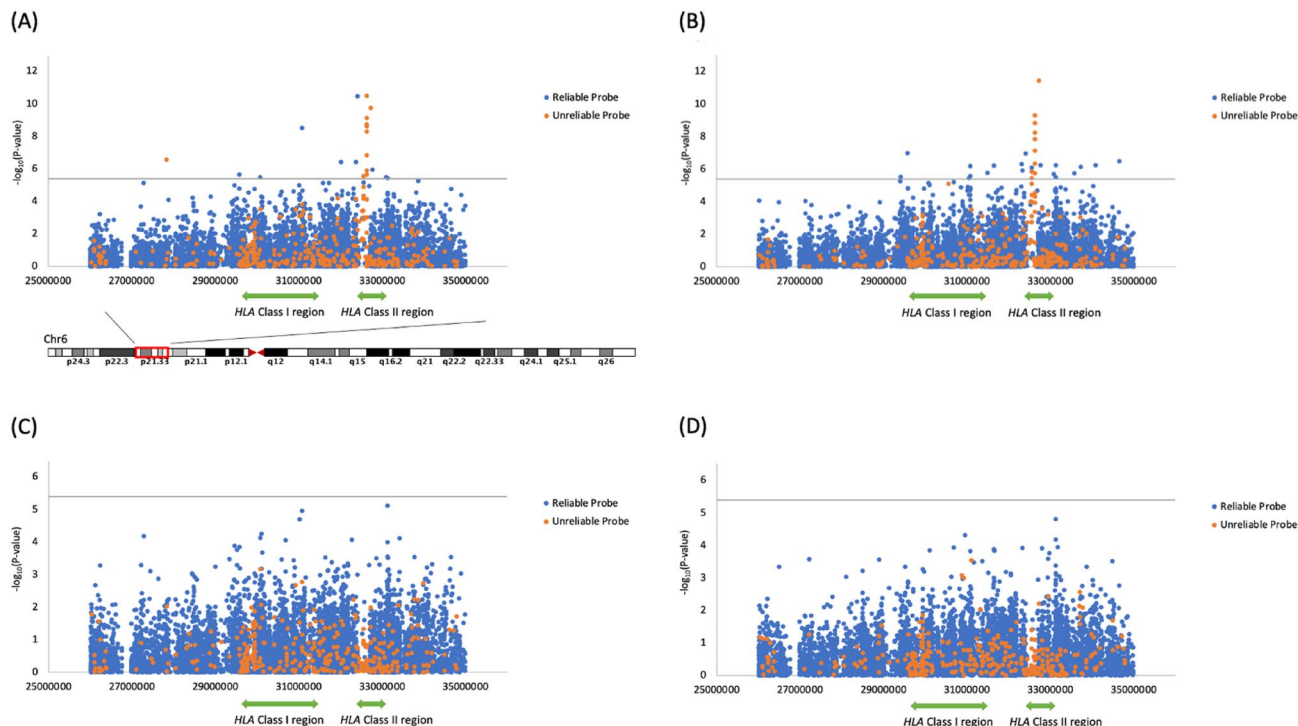 (A)
12
10
8
6
4
2
0
-log10(P-value)
Reliable Probe
Unreliable Probe
25000000 27000000 29000000 31000000 33000000 35000000
HLA Class I region HLA Class II region
Chr6
p24.3 p22.3 p21.33 p21.1 p12.1 q12 q14.1 q15 q16.2 q21 q22.2 q22.33 q24.1 q25.1 q26
(B)
12
10
8
6
4
2
0
-log10(P-value)
Reliable Probe
Unreliable Probe
25000000 27000000 29000000 31000000 33000000 35000000
HLA Class I region HLA Class II region
(C)
6
5
4
3
2
1
0
-log10(P-value)
Reliable Probe
Unreliable Probe
25000000 27000000 29000000 31000000 33000000 35000000
HLA Class I region HLA Class II region
(D)
6
5
4
3
2
1
0
-log10(P-value)
Reliable Probe
Unreliable Probe
25000000 27000000 29000000 31000000 33000000 35000000
HLA Class I region HLA Class II region